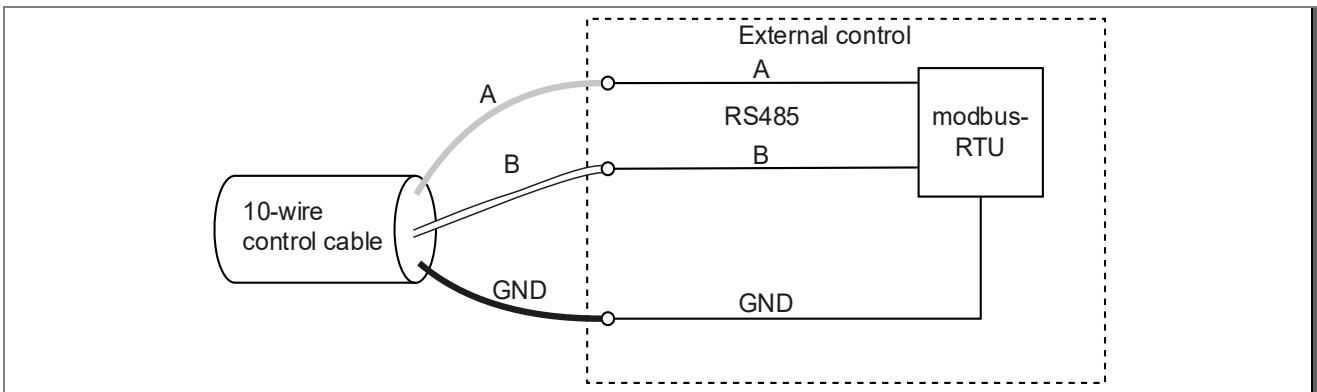 External control
A
A
RS485
modbus-
RTU
B
B
10-wire
control cable
GND
GND